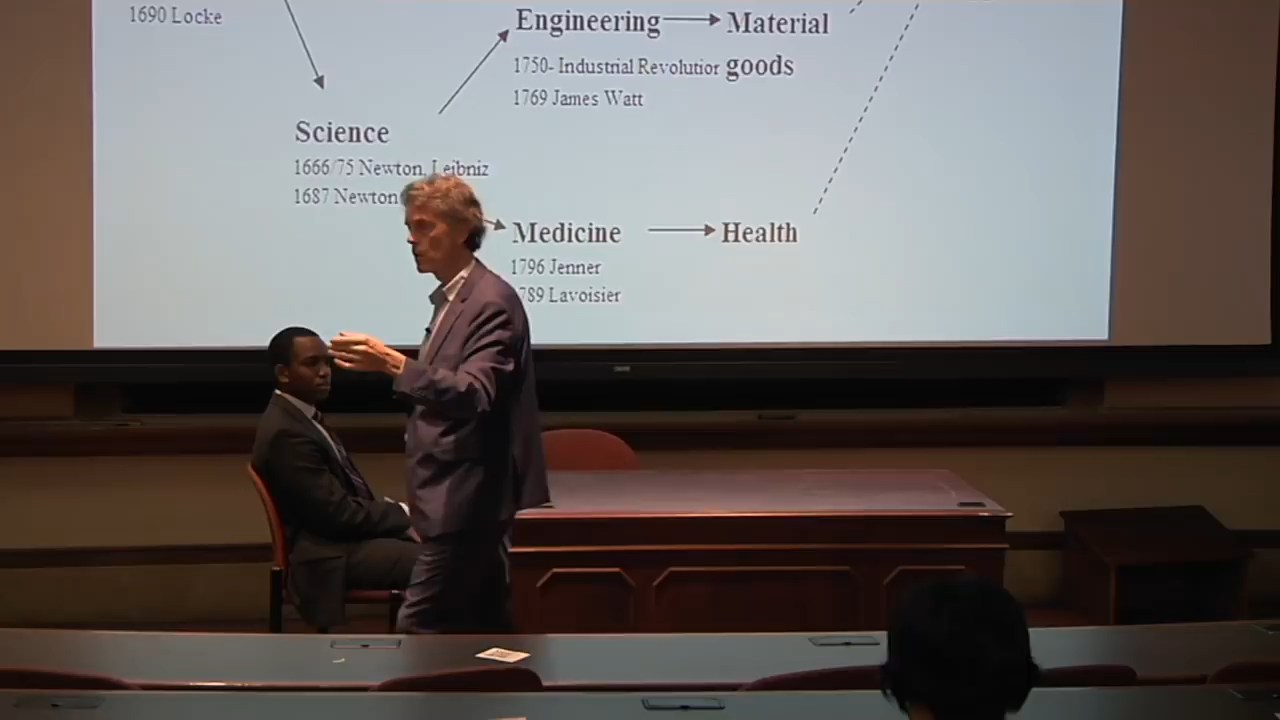 1690 Locke
Engineering
Material
goods
1750- Industrial Revolution
1769 James Watt
Science
1666/75 Newton, Leibniz
1687 Newton
Medicine
Health
1796 Jenner
789 Lavoisier